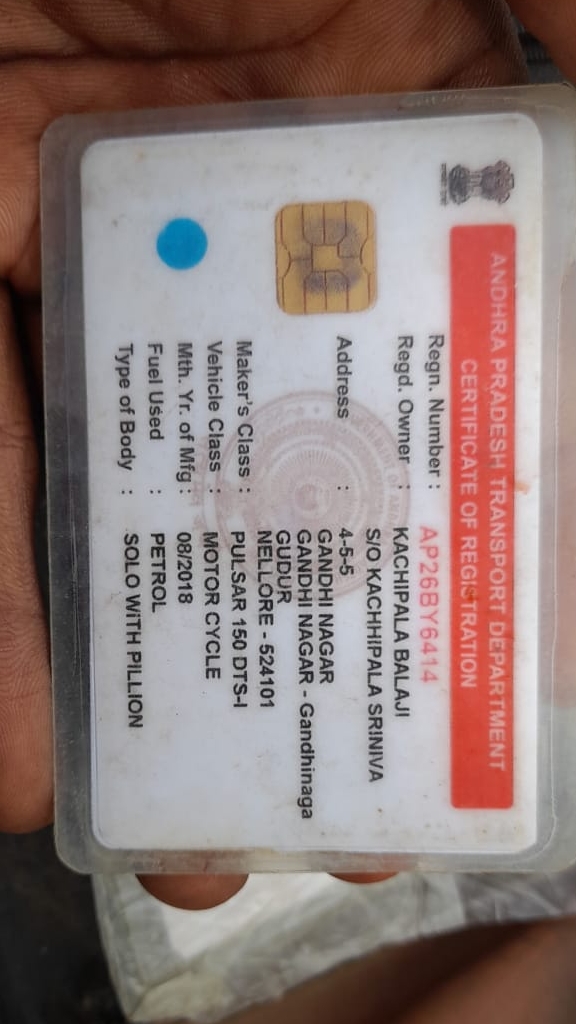 ANDHRA PRADESH TRANSPORT DEPARTMENT
CERTIFICATE OF REGISTRATION
Regn. Number : AP26BY6414
Regd. Owner : KACHIPALA BALAJI
S/O KACHHIPALA SRINIVA
Address : 4-5-5
GANDHI NAGAR
GANDHI NAGAR - Gandhinaga
GUDUR
NELLORE - 524101
Maker's Class : PULSAR 150 DTS-I
Vehicle Class : MOTOR CYCLE
Mth. Yr. of Mfg : 08/2018
Fuel Used : PETROL
Type of Body : SOLO WITH PILLION